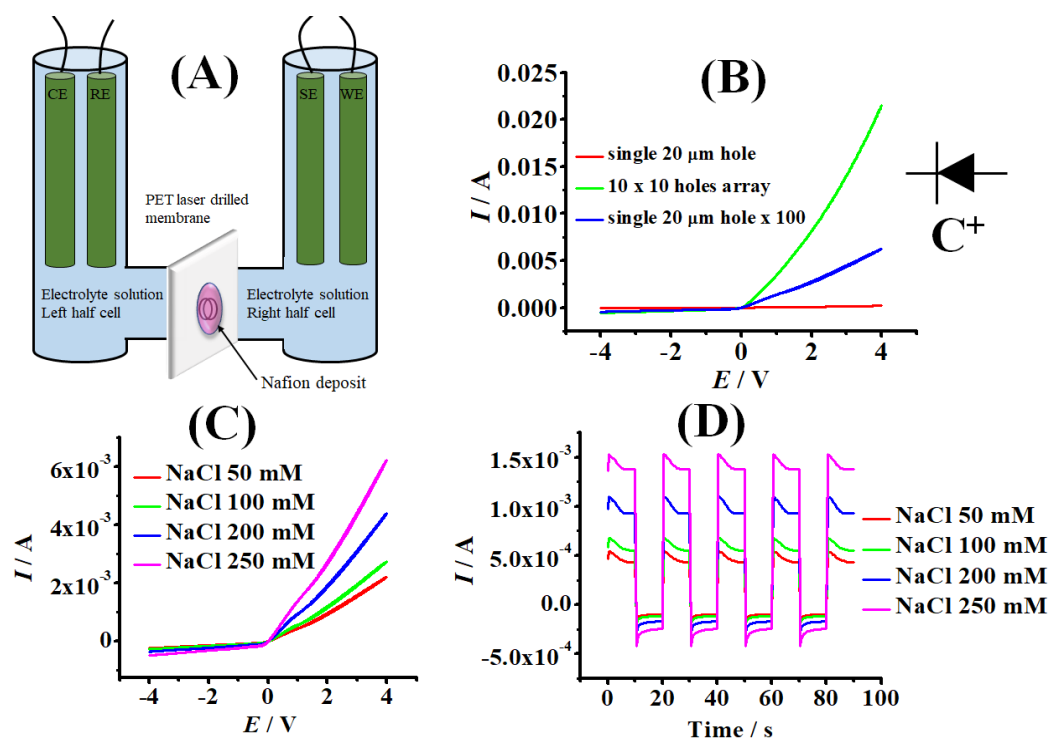 (A)
CE RE
SE WE
PET laser drilled
membrane
Electrolyte solution
Left half cell
Electrolyte solution
Right half cell
Nafion deposit
(B)
0.025
0.020
0.015
0.010
0.005
0.000
I / A
single 20 μm hole
10 x 10 holes array
single 20 μm hole x 100
-4 -2 0 2 4
E / V
C⁺
(C)
6x10⁻³
4x10⁻³
2x10⁻³
0
I / A
NaCl 50 mM
NaCl 100 mM
NaCl 200 mM
NaCl 250 mM
-4 -2 0 2 4
E / V
(D)
1.5x10⁻³
1.0x10⁻³
5.0x10⁻⁴
0.0
-5.0x10⁻⁴
I / A
0 20 40 60 80 100
Time / s
NaCl 50 mM
NaCl 100 mM
NaCl 200 mM
NaCl 250 mM